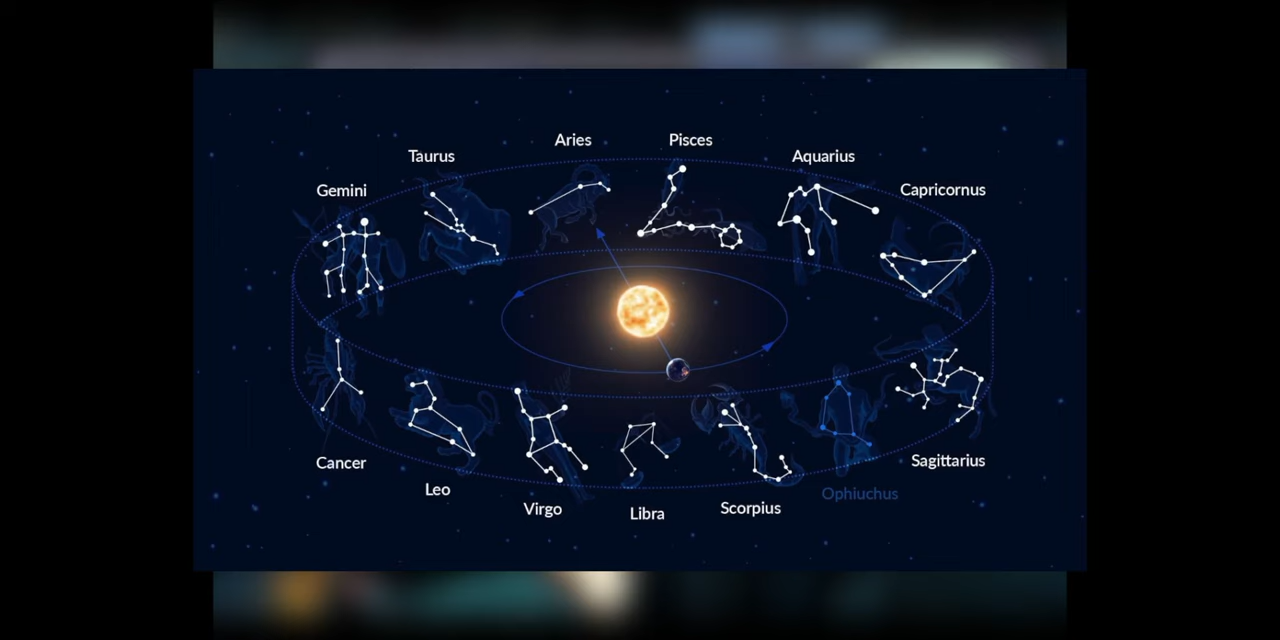 Aries
Pisces
Taurus
Aquarius
Gemini
Capricornus
Cancer
Leo
Virgo
Libra
Scorpius
Ophiuchus
Sagittarius